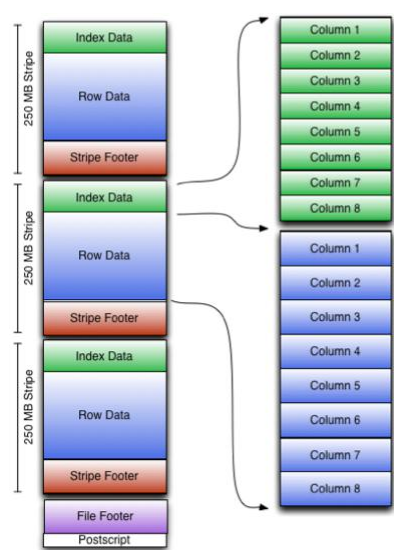 250 MB Stripe
Index Data
Row Data
Stripe Footer
250 MB Stripe
Index Data
Row Data
Stripe Footer
250 MB Stripe
Index Data
Row Data
Stripe Footer
File Footer
Postscript
Column 1
Column 2
Column 3
Column 4
Column 5
Column 6
Column 7
Column 8
Column 1
Column 2
Column 3
Column 4
Column 5
Column 6
Column 7
Column 8